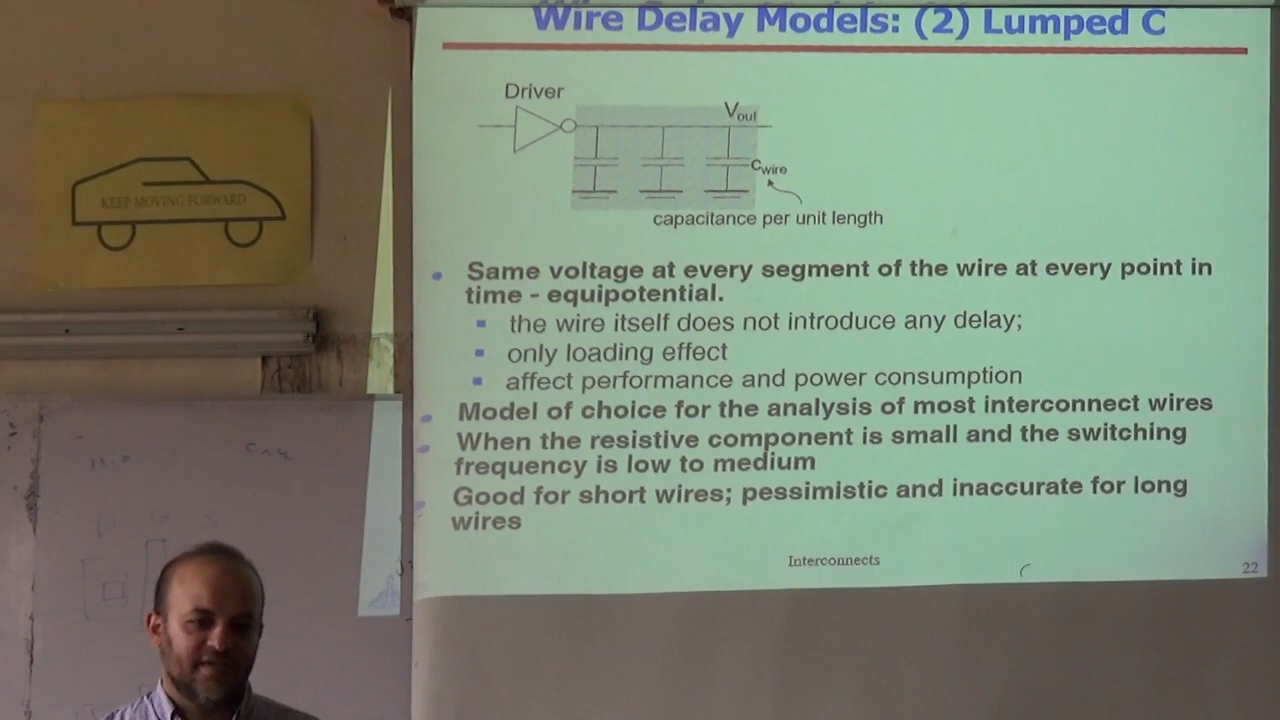 Wire Delay Models: (2) Lumped C
KEEP MOVING FORWARD
Driver
Vout
cwire
capacitance per unit length
Same voltage at every segment of the wire at every point in
time - equipotential.
the wire itself does not introduce any delay;
only loading effect
affect performance and power consumption
Model of choice for the analysis of most interconnect wires
When the resistive component is small and the switching
frequency is low to medium
Good for short wires; pessimistic and inaccurate for long
wires
Interconnects
22